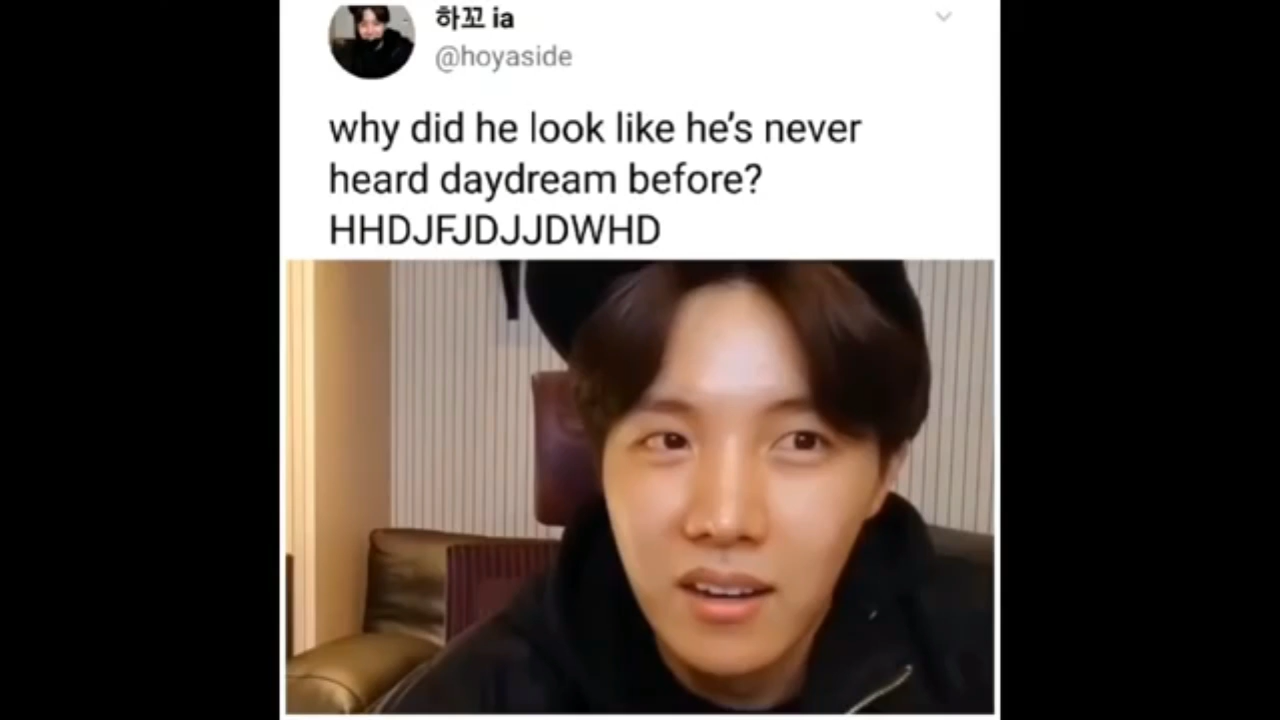 하꼬 ia
@hoyaside
why did he look like he's never
heard daydream before?
HHDJFJDJJDWHD